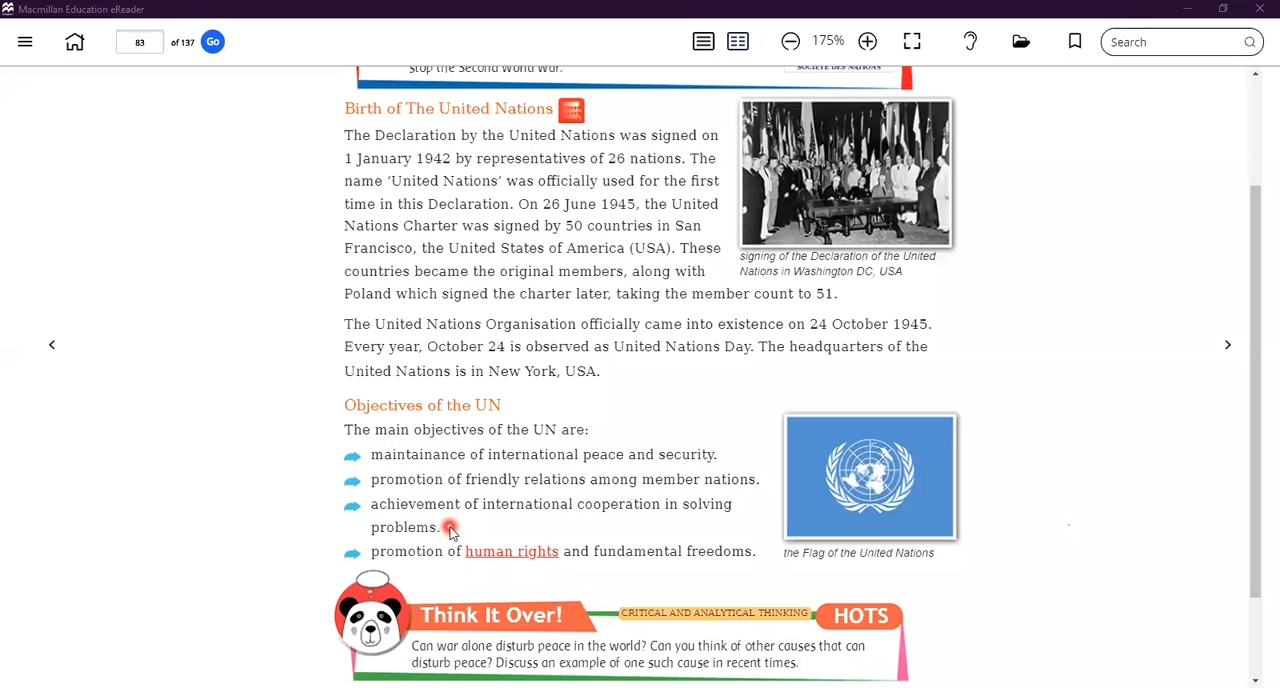 Macmillan Education eReader
83 of 137 Go 175% Search
Stop the Second World War.
SOCIÉTÉ DES NATIONS
Birth of The United Nations
The Declaration by the United Nations was signed on
1 January 1942 by representatives of 26 nations. The
name ‘United Nations’ was officially used for the first
time in this Declaration. On 26 June 1945, the United
Nations Charter was signed by 50 countries in San
Francisco, the United States of America (USA). These
countries became the original members, along with
Poland which signed the charter later, taking the member count to 51.
signing of the Declaration of the United
Nations in Washington DC, USA
The United Nations Organisation officially came into existence on 24 October 1945.
Every year, October 24 is observed as United Nations Day. The headquarters of the
United Nations is in New York, USA.
Objectives of the UN
The main objectives of the UN are:
maintainance of international peace and security.
promotion of friendly relations among member nations.
achievement of international cooperation in solving
problems.
promotion of human rights and fundamental freedoms.
the Flag of the United Nations
Think It Over! CRITICAL AND ANALYTICAL THINKING HOTS
Can war alone disturb peace in the world? Can you think of other causes that can
disturb peace? Discuss an example of one such cause in recent times.